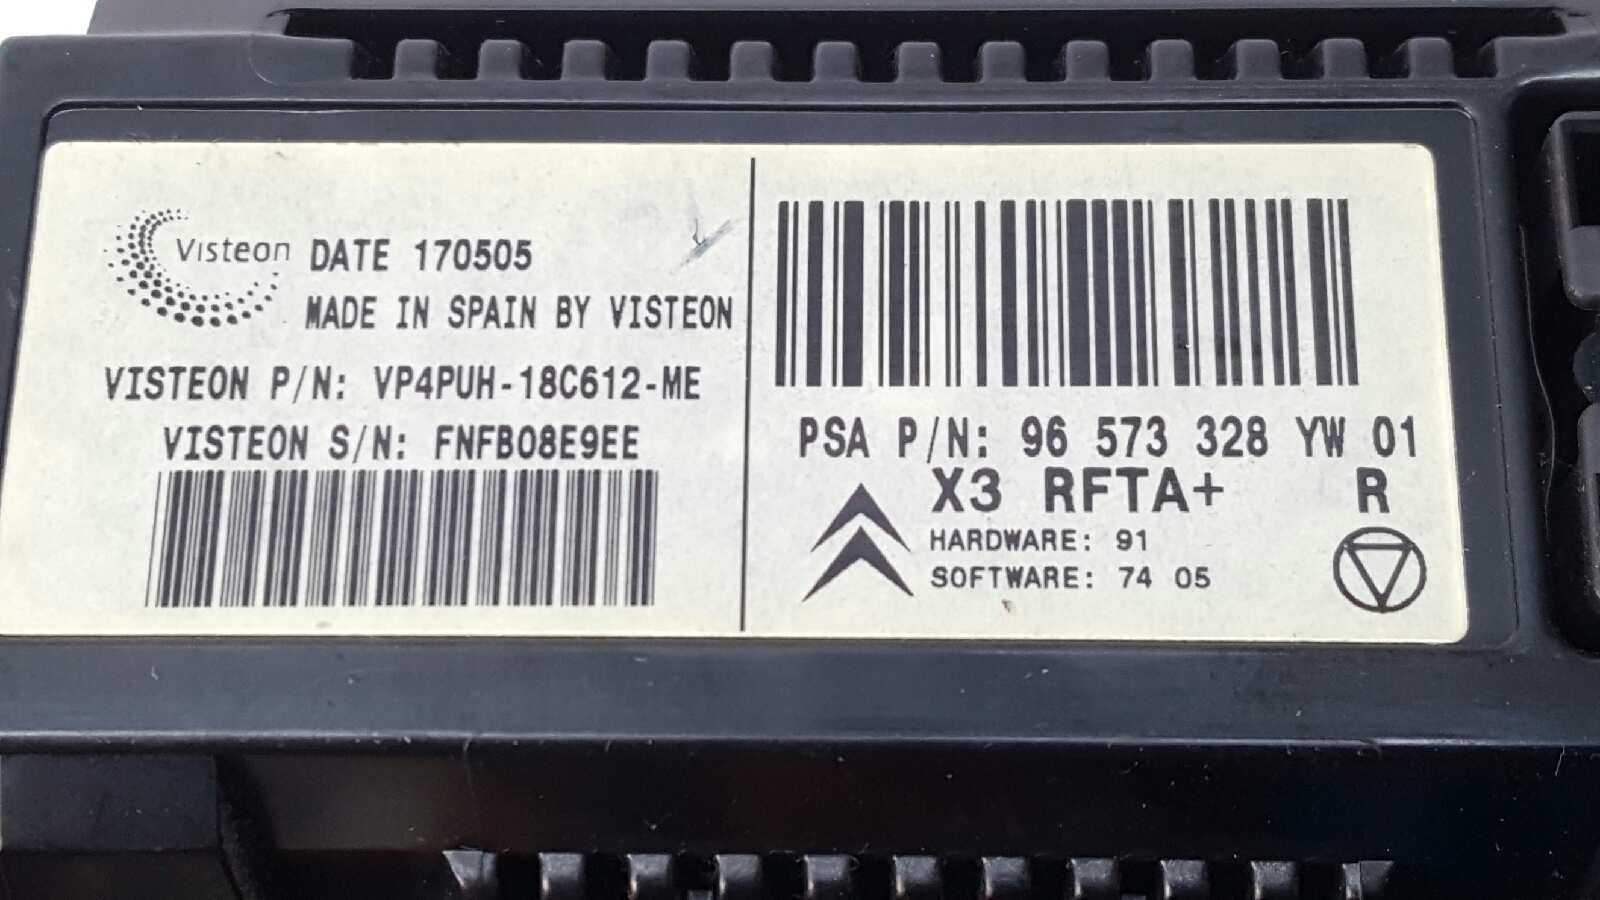 Visteon DATE 170505
MADE IN SPAIN BY VISTEON
VISTEON P/N: VP4PUH-18C612-ME
VISTEON S/N: FNFB08E9EE
PSA P/N: 96 573 328 YW 01
X3 RFTA+ R
HARDWARE: 91
SOFTWARE: 74 05